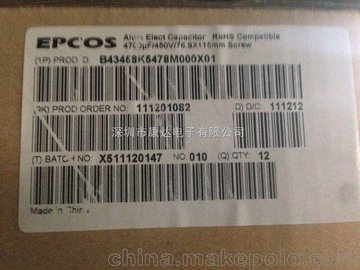 EPCOS
Alum Elect Capacitor RoHS Compatible
4700µF/450V/76.9X115mm Screw
(1P) PROD D: B43458K5478M000X01
(9K) PROD ORDER NO: 111201082
D) D/C: 111212
深圳市康达电子有限公司
(T) BATCH NO: X511120147
NO. 010
(Q) QTY: 12
Made in China
china.makepolo.com